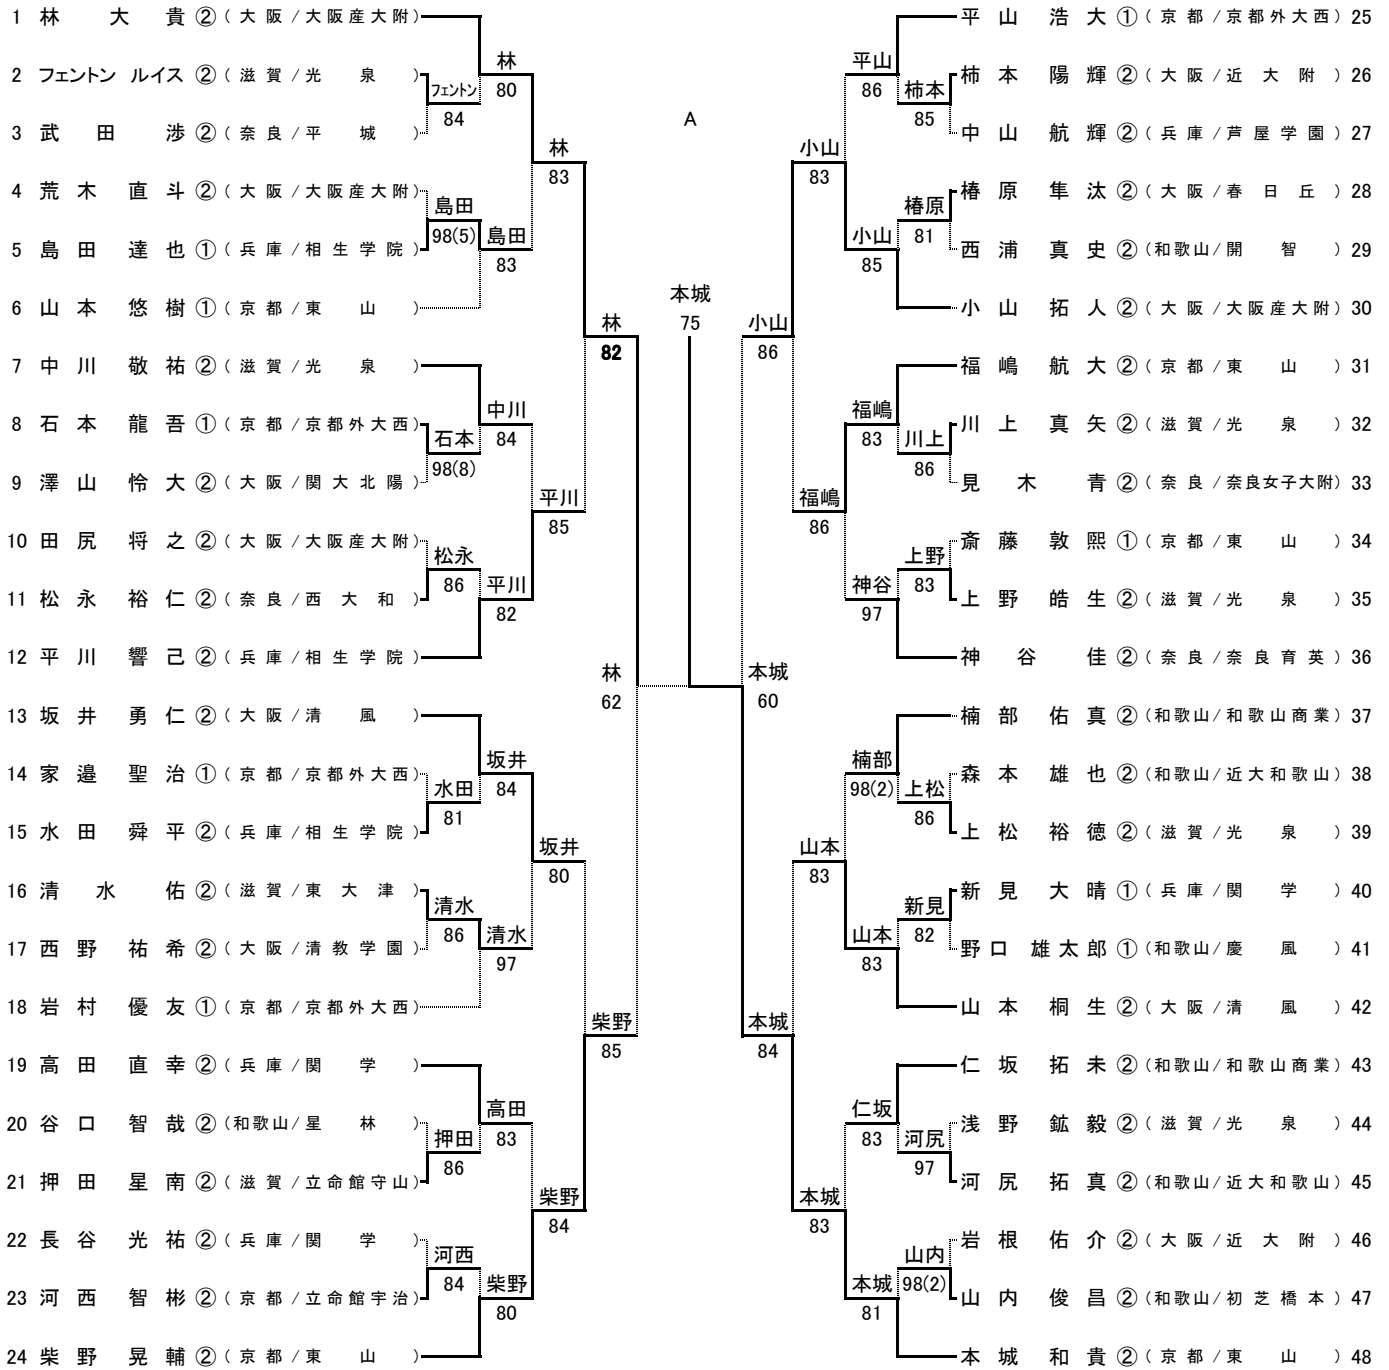 1 林 大 貴 ② ( 大 阪 / 大阪産大附 )
2 フェントン ルイス ② ( 滋 賀 / 光 泉 )
3 武 田 渉 ② ( 奈 良 / 平 城 )
4 荒 木 直 斗 ② ( 大 阪 / 大阪産大附 )
5 島 田 達 也 ① ( 兵 庫 / 相 生 学 院 )
6 山 本 悠 樹 ① ( 京 都 / 東 山 )
7 中 川 敬 祐 ② ( 滋 賀 / 光 泉 )
8 石 本 龍 吾 ① ( 京 都 / 京都外大西 )
9 澤 山 怜 大 ② ( 大 阪 / 関 大 北 陽 )
10 田 尻 将 之 ② ( 大 阪 / 大阪産大附 )
11 松 永 裕 仁 ② ( 奈 良 / 西 大 和 )
12 平 川 響 己 ② ( 兵 庫 / 相 生 学 院 )
13 坂 井 勇 仁 ② ( 大 阪 / 清 風 )
14 家 邉 聖 治 ① ( 京 都 / 京都外大西 )
15 水 田 舜 平 ② ( 兵 庫 / 相 生 学 院 )
16 清 水 佑 ② ( 滋 賀 / 東 大 津 )
17 西 野 祐 希 ② ( 大 阪 / 清 教 学 園 )
18 岩 村 優 友 ① ( 京 都 / 京都外大西 )
19 高 田 直 幸 ② ( 兵 庫 / 関 学 )
20 谷 口 智 哉 ② (和歌山/ 星 林 )
21 押 田 星 南 ② ( 滋 賀 / 立命館守山 )
22 長 谷 光 祐 ② ( 兵 庫 / 関 学 )
23 河 西 智 彬 ② ( 京 都 / 立命館宇治 )
24 柴 野 晃 輔 ② ( 京 都 / 東 山 )
フェントン
84
島田
98(5)
石本
98(8)
松永
86
水田
81
清水
86
押田
86
河西
84
林
80
島田
83
中川
84
平川
82
坂井
84
清水
97
高田
83
柴野
80
林
83
平川
85
坂井
80
柴野
84
林
82
柴野
85
林
62
A
本城
75
本城
60
小山
86
本城
84
小山
83
福嶋
86
山本
83
本城
83
平山
86
小山
85
福嶋
83
神谷
97
楠部
98(2)
山本
83
仁坂
83
本城
81
柿本
85
椿原
81
川上
86
上野
83
上松
86
新見
82
河尻
97
山内
98(2)
平 山 浩 大 ① ( 京 都 / 京都外大西 ) 25
柿 本 陽 輝 ② ( 大 阪 / 近 大 附 ) 26
中 山 航 輝 ② ( 兵 庫 / 芦 屋 学 園 ) 27
椿 原 隼 汰 ② ( 大 阪 / 春 日 丘 ) 28
西 浦 真 史 ② (和歌山/ 開 智 ) 29
小 山 拓 人 ② ( 大 阪 / 大阪産大附 ) 30
福 嶋 航 大 ② ( 京 都 / 東 山 ) 31
川 上 真 矢 ② ( 滋 賀 / 光 泉 ) 32
見 木 青 ② ( 奈 良 / 奈良女子大附) 33
斎 藤 敦 熙 ① ( 京 都 / 東 山 ) 34
上 野 皓 生 ② ( 滋 賀 / 光 泉 ) 35
神 谷 佳 ② ( 奈 良 / 奈 良 育 英 ) 36
楠 部 佑 真 ② (和歌山/ 和歌山商業 ) 37
森 本 雄 也 ② (和歌山/ 近大和歌山 ) 38
上 松 裕 徳 ② ( 滋 賀 / 光 泉 ) 39
新 見 大 晴 ① ( 兵 庫 / 関 学 ) 40
野 口 雄 太 郎 ① (和歌山/ 慶 風 ) 41
山 本 桐 生 ② ( 大 阪 / 清 風 ) 42
仁 坂 拓 未 ② (和歌山/ 和歌山商業 ) 43
浅 野 鉱 毅 ② ( 滋 賀 / 光 泉 ) 44
河 尻 拓 真 ② (和歌山/ 近大和歌山 ) 45
岩 根 佑 介 ② ( 大 阪 / 近 大 附 ) 46
山 内 俊 昌 ② (和歌山/ 初 芝 橋 本 ) 47
本 城 和 貴 ② ( 京 都 / 東 山 ) 48